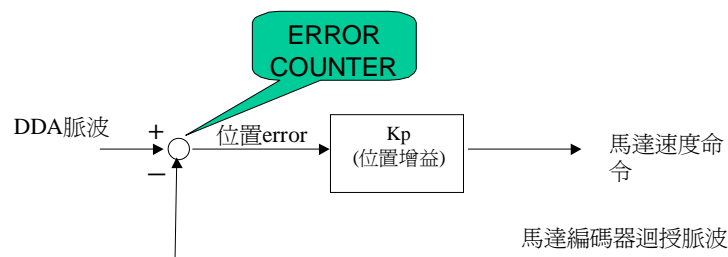 ERROR
COUNTER
DDA脈波
+
位置error
Kp
(位置增益)
馬達速度命
令
−
馬達編碼器迴授脈波